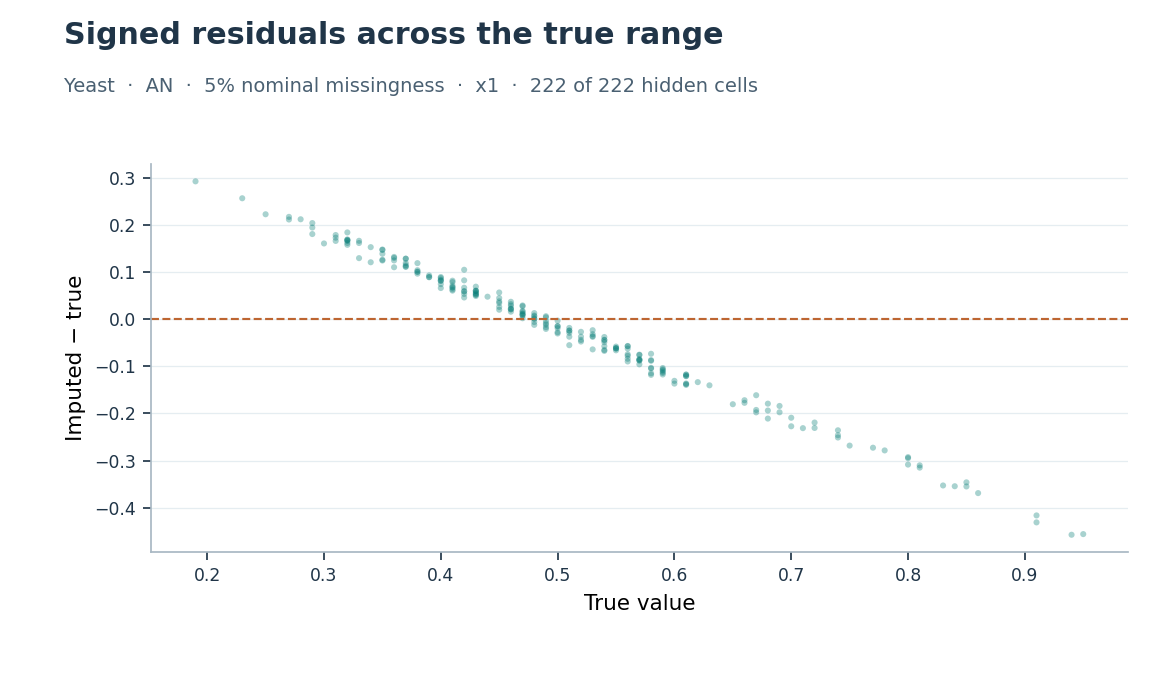 Signed residuals across the true range
Yeast · AN · 5% nominal missingness · x1 · 222 of 222 hidden cells
Imputed − true
0.3
0.2
0.1
0.0
−0.1
−0.2
−0.3
−0.4
0.2 0.3 0.4 0.5 0.6 0.7 0.8 0.9
True value